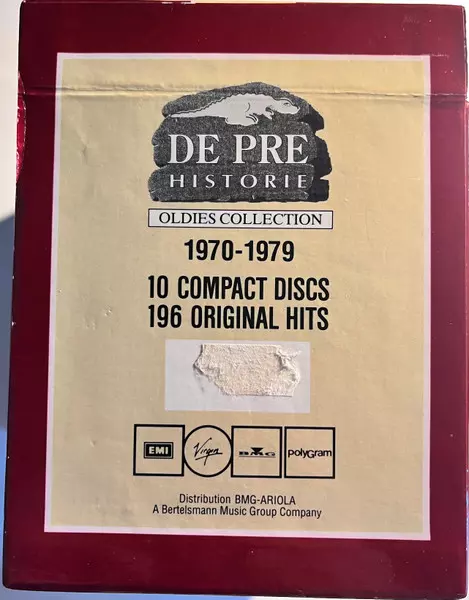 DE PRE
HISTORIE
OLDIES COLLECTION
1970-1979
10 COMPACT DISCS
196 ORIGINAL HITS
EMI
Virgin
BMG
polyGram
Distribution BMG-ARIOLA
A Bertelsmann Music Group Company